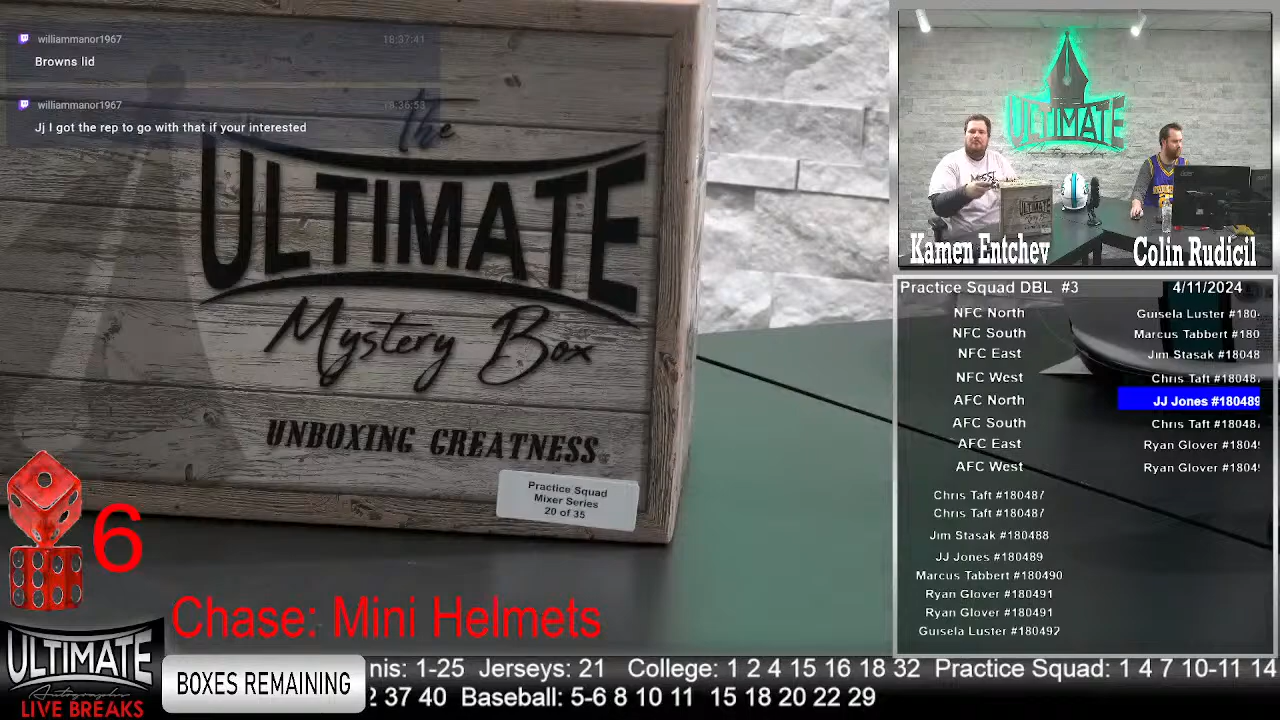 williammanor1967
18:37:41
Browns lid
williammanor1967
18:36:53
Jj I got the rep to go with that if your interested
the
ULTIMATE
Mystery Box
UNBOXING GREATNESS
Practice Squad
Mixer Series
20 of 35
6
Chase: Mini Helmets
ULTIMATE
Autographs
LIVE BREAKS
BOXES REMAINING
nis: 1-25 Jerseys: 21 College: 1 2 4 15 16 18 32 Practice Squad: 1 4 7 10-11 14
2 37 40 Baseball: 5-6 8 10 11 15 18 20 22 29
ULTIMATE
ULTIMATE
Kamen Entchev
Colin Rudicil
Practice Squad DBL #3 4/11/2024
NFC North Guisela Luster #180
NFC South Marcus Tabbert #180
NFC East Jim Stasak #18048
NFC West Chris Taft #18048
AFC North JJ Jones #180489
AFC South Chris Taft #18048
AFC East Ryan Glover #1804
AFC West Ryan Glover #1804
Chris Taft #180487
Chris Taft #180487
Jim Stasak #180488
JJ Jones #180489
Marcus Tabbert #180490
Ryan Glover #180491
Ryan Glover #180491
Guisela Luster #180492